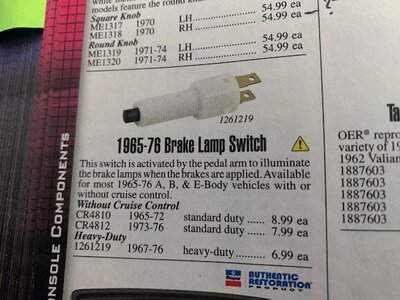 models feature the round knob
Square Knob
ME1317 1970 LH 54.99 ea
ME1318 1970 RH 54.99 ea
Round Knob
ME1319 1971-74 LH 54.99 ea
ME1320 1971-74 RH 54.99 ea
1261219
1965-76 Brake Lamp Switch
This switch is activated by the pedal arm to illuminate
the brake lamps when the brakes are applied. Available
for most 1965-76 A, B, & E-Body vehicles with or
without cruise control.
Without Cruise Control
CR4810 1965-72 standard duty ..... 8.99 ea
CR4812 1973-76 standard duty ..... 7.99 ea
Heavy-Duty
1261219 1967-76 heavy-duty ........... 6.99 ea
Mopar
AUTHENTIC
RESTORATION
PRODUCT
ONSOLE COMPONENTS
Ta
OER® repro
variety of 19
1962 Valian
1887603
1887603
1887603
1887603
1887603